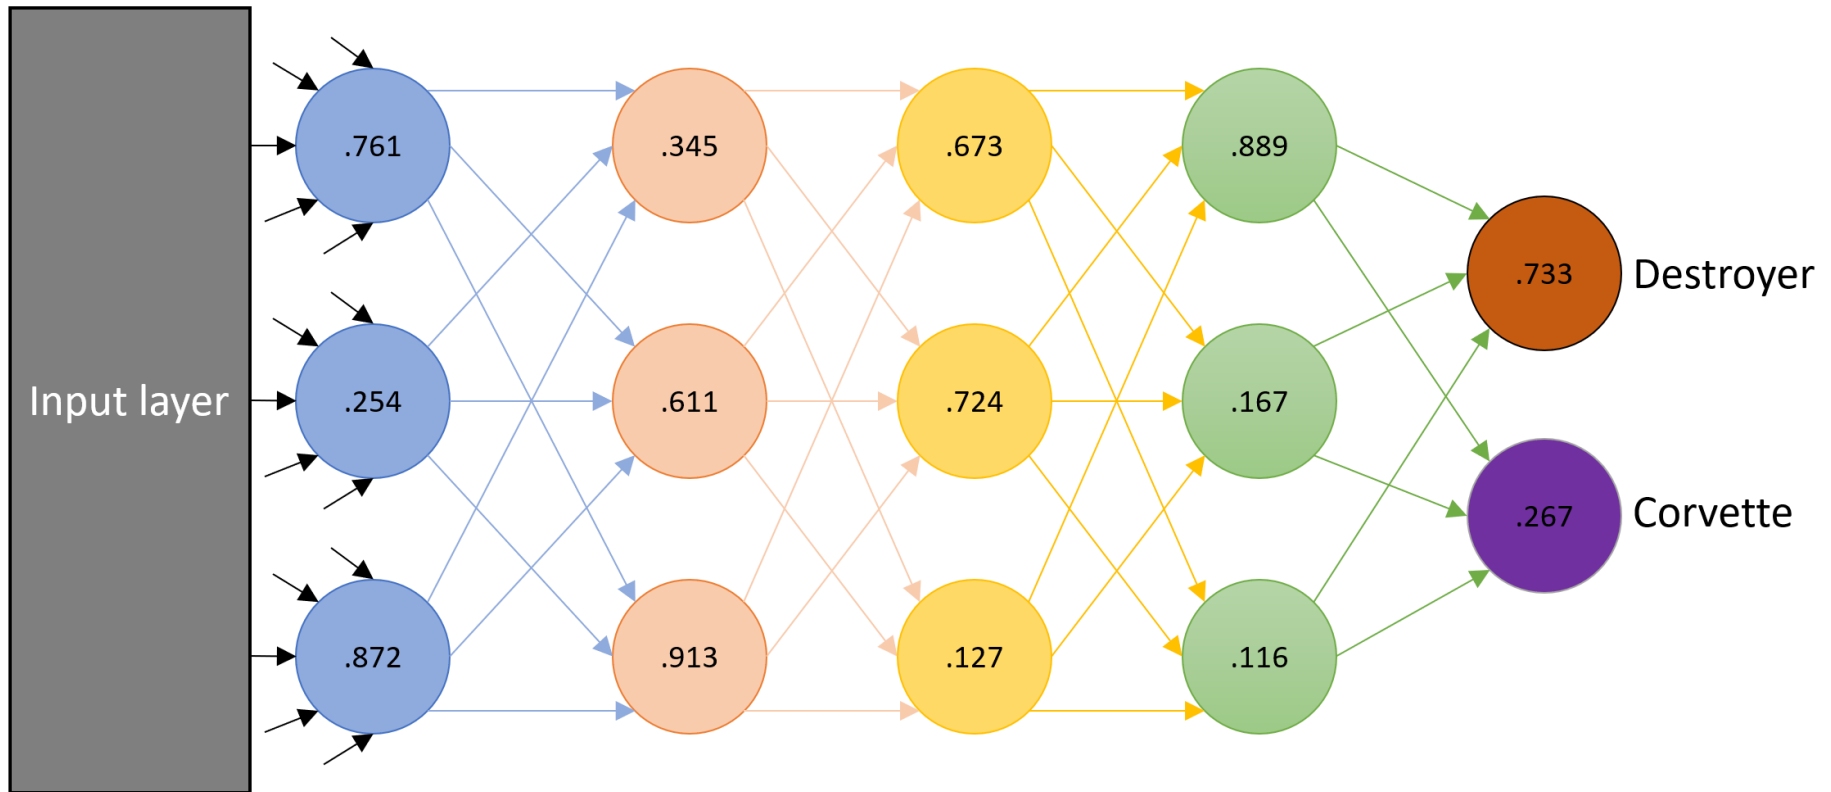 .761 .345 .673 .889
.733 Destroyer
Input layer .254 .611 .724 .167
.267 Corvette
.872 .913 .127 .116